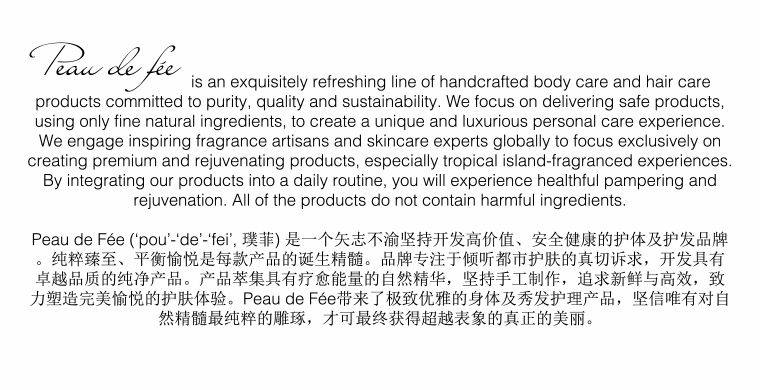 Peau de fée is an exquisitely refreshing line of handcrafted body care and hair care
products committed to purity, quality and sustainability. We focus on delivering safe products,
using only fine natural ingredients, to create a unique and luxurious personal care experience.
We engage inspiring fragrance artisans and skincare experts globally to focus exclusively on
creating premium and rejuvenating products, especially tropical island-fragranced experiences.
By integrating our products into a daily routine, you will experience healthful pampering and
rejuvenation. All of the products do not contain harmful ingredients.
Peau de Fée (‘pou’-‘de’-‘fei’, 璞菲) 是一个矢志不渝坚持开发高价值、安全健康的护体及护发品牌
。纯粹臻至、平衡愉悦是每款产品的诞生精髓。品牌专注于倾听都市护肤的真切诉求，开发具有
卓越品质的纯净产品。产品萃集具有疗愈能量的自然精华，坚持手工制作，追求新鲜与高效，致
力塑造完美愉悦的护肤体验。Peau de Fée带来了极致优雅的身体及秀发护理产品，坚信唯有对自
然精髓最纯粹的雕琢，才可最终获得超越表象的真正的美丽。